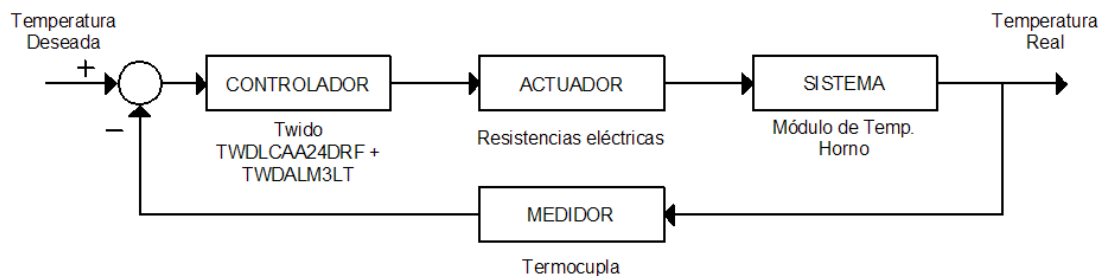 Temperatura
Deseada
Temperatura
Real
+
−
CONTROLADOR
ACTUADOR
SISTEMA
Twido
TWDLCAA24DRF +
TWDALM3LT
Resistencias eléctricas
Módulo de Temp.
Horno
MEDIDOR
Termocupla